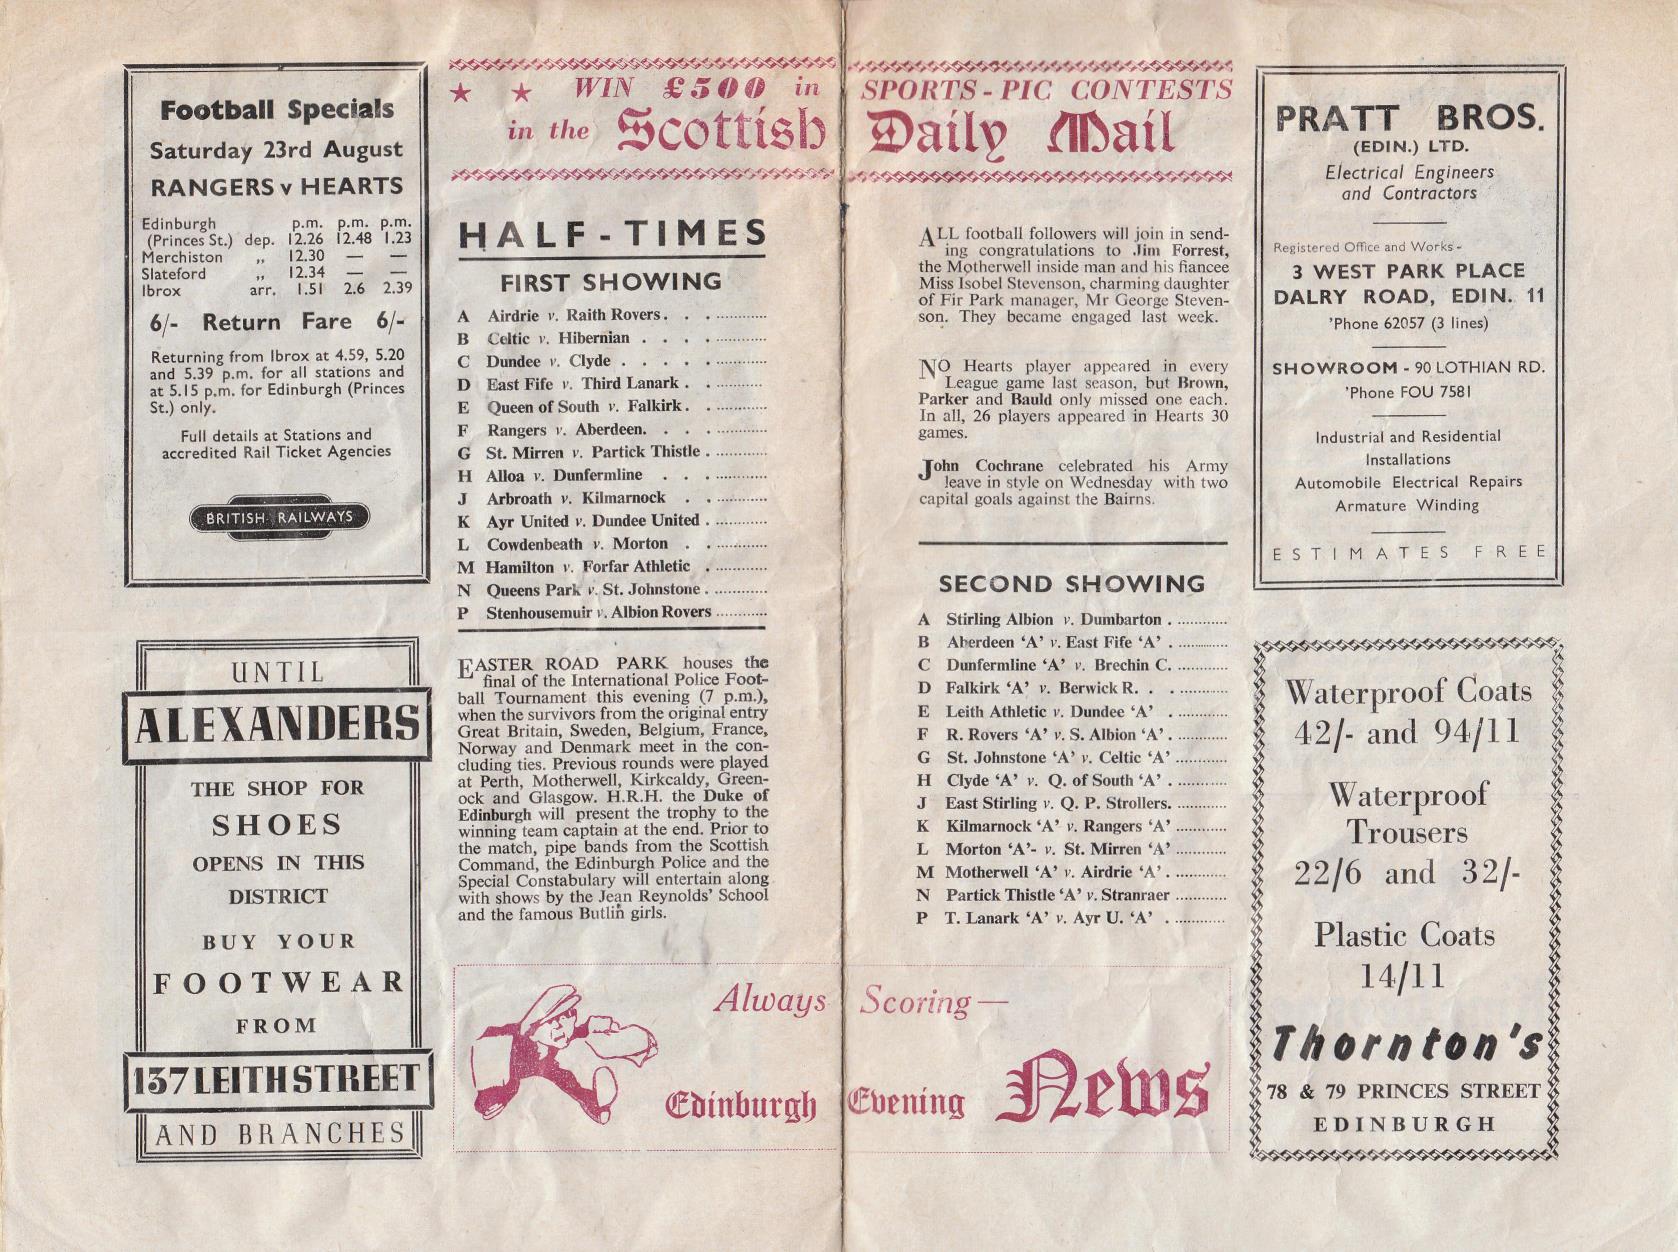 Football Specials
Saturday 23rd August
RANGERS v HEARTS
Edinburgh p.m. p.m. p.m.
(Princes St.) dep. 12.26 12.48 1.23
Merchiston ,, 12.30 — —
Slateford ,, 12.34 — —
Ibrox arr. 1.51 2.6 2.39
6/- Return Fare 6/-
Returning from Ibrox at 4.59, 5.20
and 5.39 p.m. for all stations and
at 5.15 p.m. for Edinburgh (Princes
St.) only.
Full details at Stations and
accredited Rail Ticket Agencies
BRITISH RAILWAYS
UNTIL
ALEXANDERS
THE SHOP FOR
SHOES
OPENS IN THIS
DISTRICT
BUY YOUR
FOOTWEAR
FROM
137 LEITH STREET
AND BRANCHES
WIN £500 in SPORTS-PIC CONTESTS
in the Scottish Daily Mail
HALF-TIMES
FIRST SHOWING
A Airdrie v. Raith Rovers. . . ............
B Celtic v. Hibernian . . . . ............
C Dundee v. Clyde . . . . . ............
D East Fife v. Third Lanark . . ............
E Queen of South v. Falkirk. . ............
F Rangers v. Aberdeen. . . . ............
G St. Mirren v. Partick Thistle . ............
H Alloa v. Dunfermline . . . ............
J Arbroath v. Kilmarnock . . ............
K Ayr United v. Dundee United . ............
L Cowdenbeath v. Morton . . ............
M Hamilton v. Forfar Athletic . ............
N Queens Park v. St. Johnstone . ............
P Stenhousemuir v. Albion Rovers ............
EASTER ROAD PARK houses the
final of the International Police Foot-
ball Tournament this evening (7 p.m.),
when the survivors from the original entry
Great Britain, Sweden, Belgium, France,
Norway and Denmark meet in the con-
cluding ties. Previous rounds were played
at Perth, Motherwell, Kirkcaldy, Green-
ock and Glasgow. H.R.H. the Duke of
Edinburgh will present the trophy to the
winning team captain at the end. Prior to
the match, pipe bands from the Scottish
Command, the Edinburgh Police and the
Special Constabulary will entertain along
with shows by the Jean Reynolds' School
and the famous Butlin girls.
ALL football followers will join in send-
ing congratulations to Jim Forrest,
the Motherwell inside man and his fiancee
Miss Isobel Stevenson, charming daughter
of Fir Park manager, Mr George Steven-
son. They became engaged last week.
NO Hearts player appeared in every
League game last season, but Brown,
Parker and Bauld only missed one each.
In all, 26 players appeared in Hearts 30
games.
John Cochrane celebrated his Army
leave in style on Wednesday with two
capital goals against the Bairns.
SECOND SHOWING
A Stirling Albion v. Dumbarton . ............
B Aberdeen 'A' v. East Fife 'A' . ............
C Dunfermline 'A' v. Brechin C. ............
D Falkirk 'A' v. Berwick R. . . ............
E Leith Athletic v. Dundee 'A' . ............
F R. Rovers 'A' v. S. Albion 'A' . ............
G St. Johnstone 'A' v. Celtic 'A' ............
H Clyde 'A' v. Q. of South 'A' . ............
J East Stirling v. Q. P. Strollers. ............
K Kilmarnock 'A' v. Rangers 'A' ............
L Morton 'A'- v. St. Mirren 'A' ............
M Motherwell 'A' v. Airdrie 'A' . ............
N Partick Thistle 'A' v. Stranraer ............
P T. Lanark 'A' v. Ayr U. 'A' . ............
Always Scoring—
Edinburgh Evening News
PRATT BROS.
(EDIN.) LTD.
Electrical Engineers
and Contractors
Registered Office and Works -
3 WEST PARK PLACE
DALRY ROAD, EDIN. 11
'Phone 62057 (3 lines)
SHOWROOM - 90 LOTHIAN RD.
'Phone FOU 7581
Industrial and Residential
Installations
Automobile Electrical Repairs
Armature Winding
ESTIMATES FREE
Waterproof Coats
42/- and 94/11
Waterproof
Trousers
22/6 and 32/-
Plastic Coats
14/11
Thornton's
78 & 79 PRINCES STREET
EDINBURGH